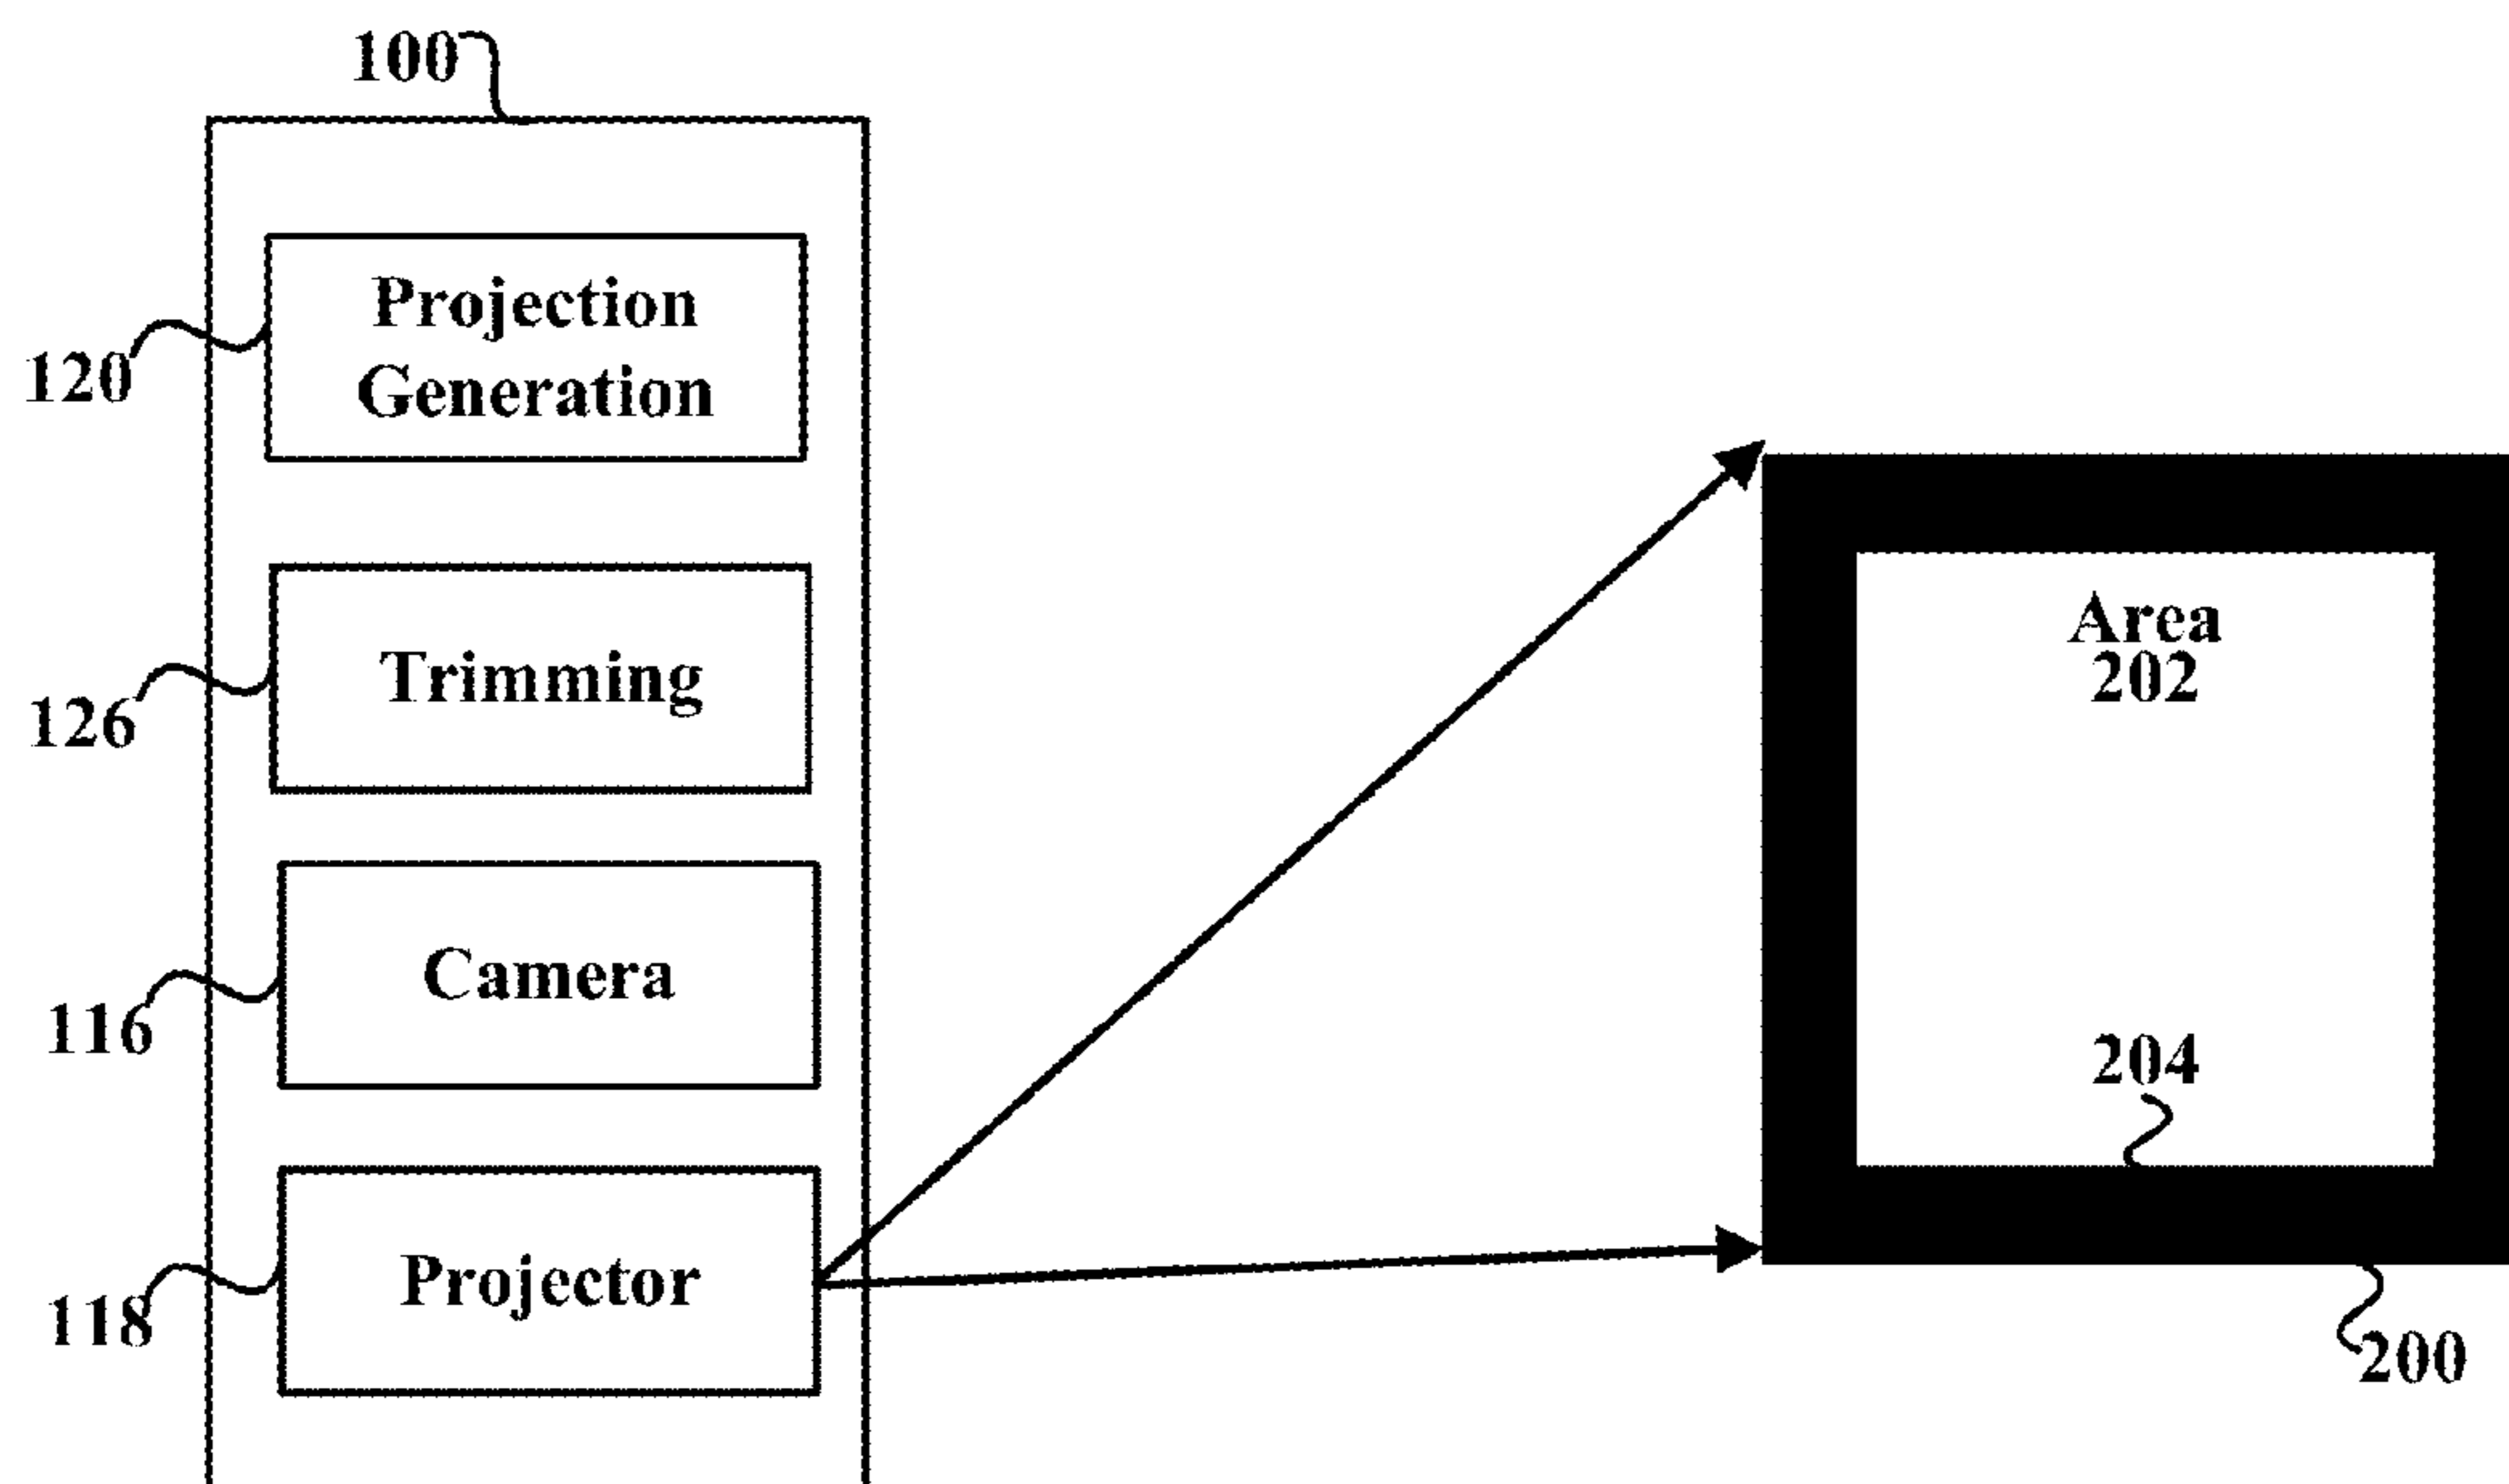 100
Projection
Generation
120
Trimming
126
Camera
116
Projector
118
Area
202
204
200